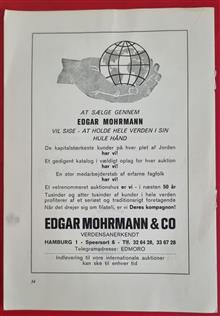 AT SÆLGE GENNEM
EDGAR MOHRMANN
VIL SIGE - AT HOLDE HELE VERDEN I SIN
HULE HÅND
De kapitalstærkeste kunder på hver plet af Jorden
har vi!
Et gedigent katalog i vældigt oplag for hver auktion
har vi!
En stor medarbejderstab af erfarne fagfolk
har vi!
Et velrenommeret auktionshus er vi - i næsten 50 år
Tusinder og atter tusinder af kunder i hele verden
profiterer af et seriøst og traditionsrigt foretagende
Når det drejer sig om filateli, er vi Deres kompagnon!
EDGAR MOHRMANN & CO
VERDENSANERKENDT
HAMBURG 1 - Speersort 6 - Tlf. 32 64 28, 33 67 28
Telegramadresse: EDMORO
Indlevering til vore internationale auktioner
kan ske til enhver tid